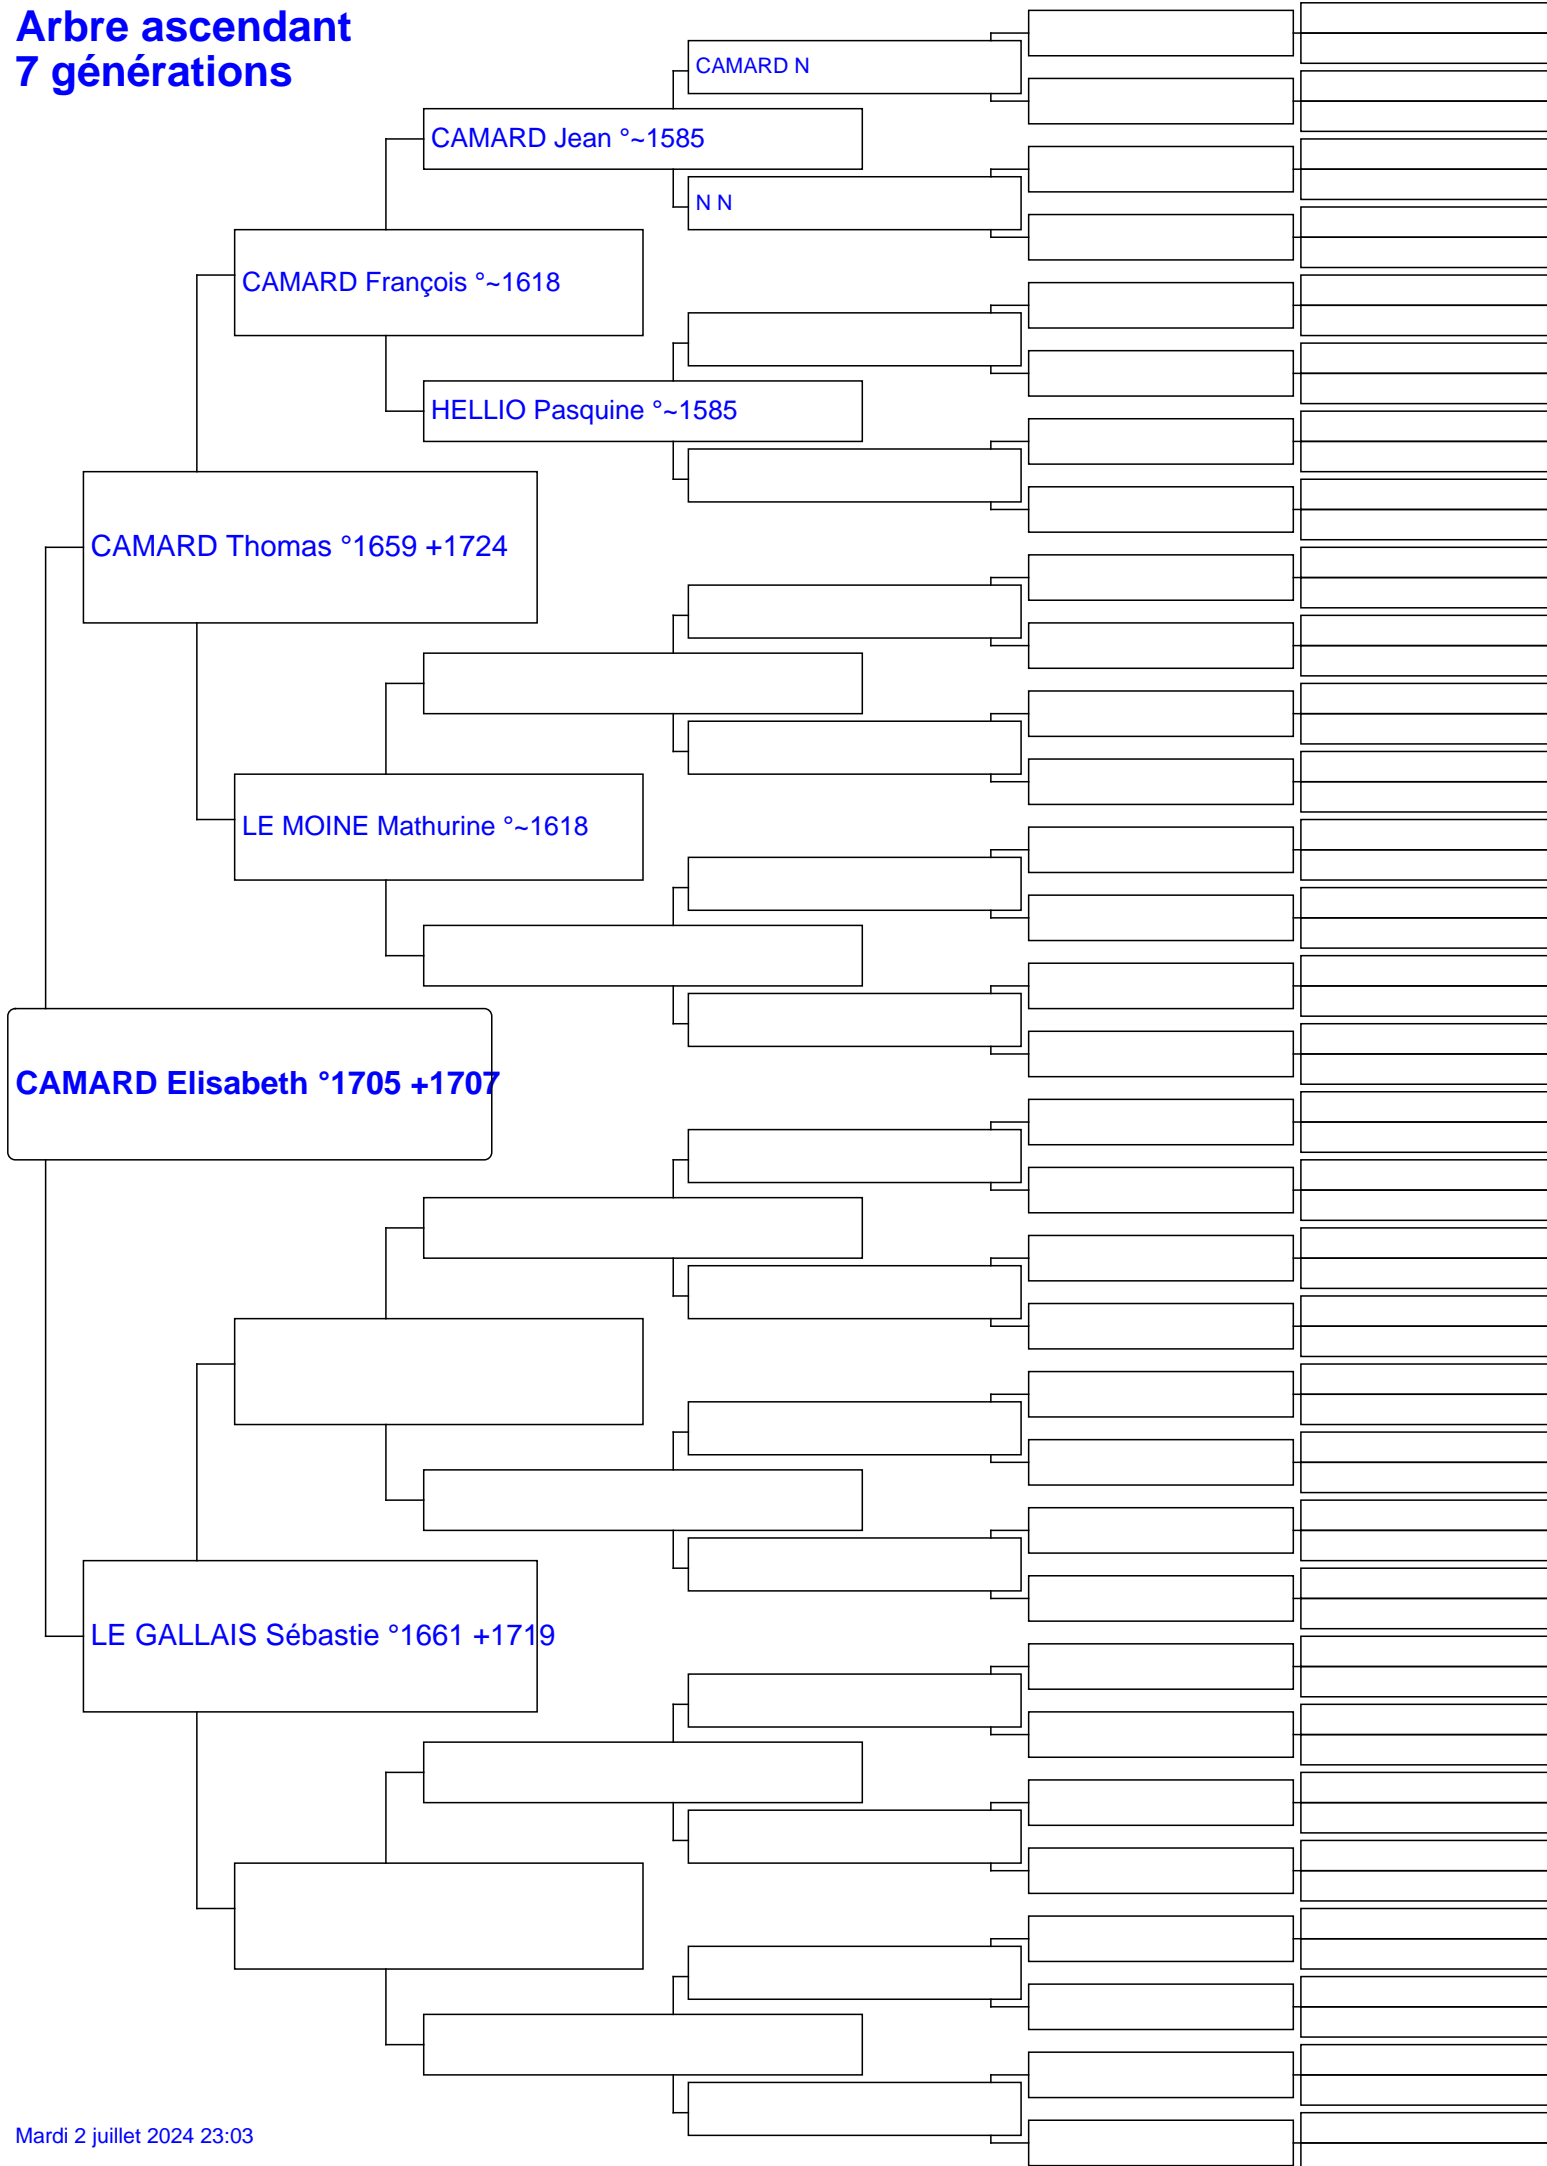 Arbre ascendant
7 générations
CAMARD N
CAMARD Jean °~1585
N N
CAMARD François °~1618
HELLIO Pasquine °~1585
CAMARD Thomas °1659 +1724
LE MOINE Mathurine °~1618
CAMARD Elisabeth °1705 +1707
LE GALLAIS Sébastie °1661 +1719
Mardi 2 juillet 2024 23:03